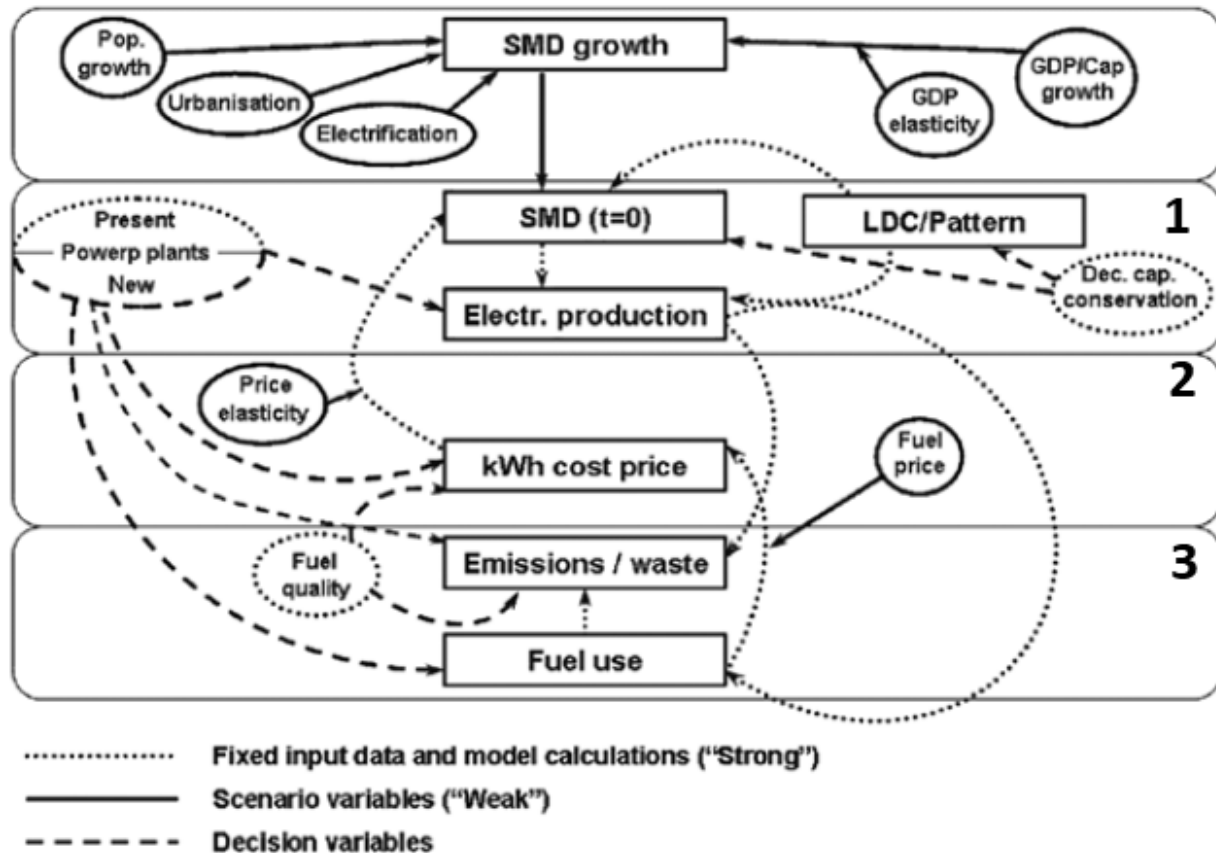 Pop.
growth
SMD growth
GDP/Cap
growth
Urbanisation
GDP
elasticity
Electrification
1
Present
Powerp plants
New
SMD (t=0)
LDC/Pattern
Dec. cap.
conservation
Electr. production
2
Price
elasticity
kWh cost price
Fuel
price
3
Fuel
quality
Emissions / waste
Fuel use
Fixed input data and model calculations ("Strong")
Scenario variables ("Weak")
Decision variables